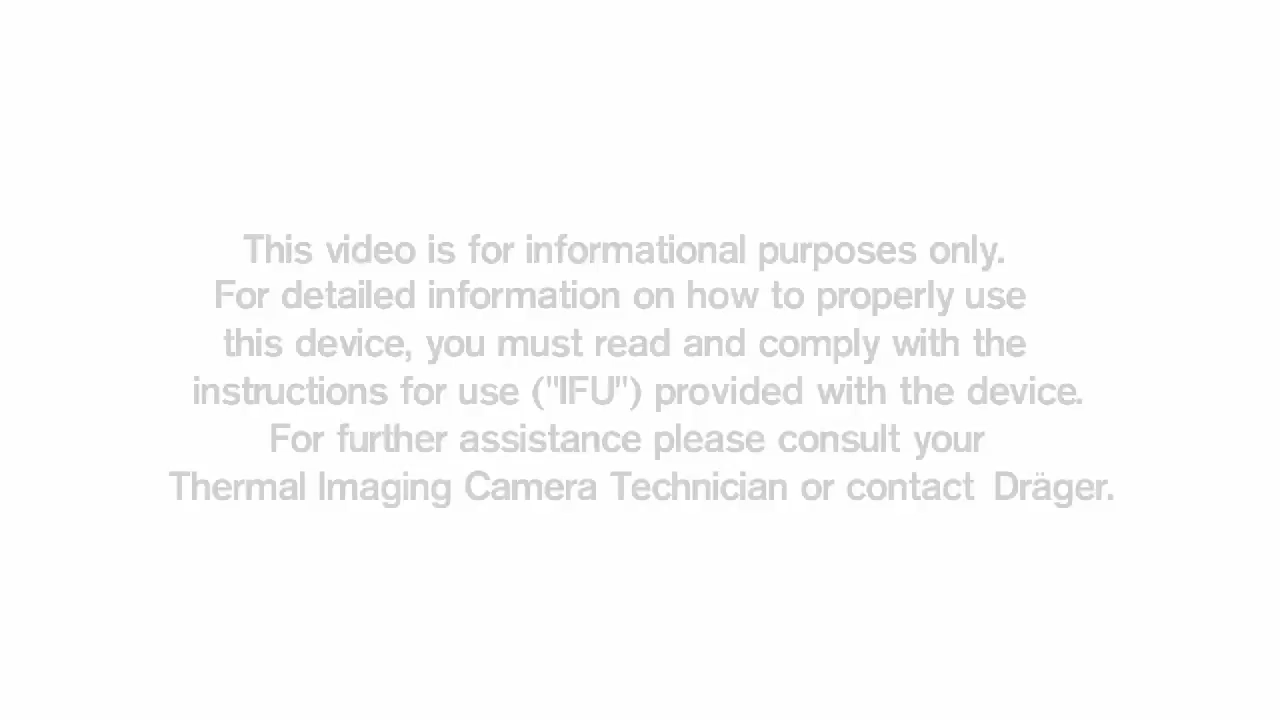 This video is for informational purposes only.
For detailed information on how to properly use
this device, you must read and comply with the
instructions for use ("IFU") provided with the device.
For further assistance please consult your
Thermal Imaging Camera Technician or contact Dräger.